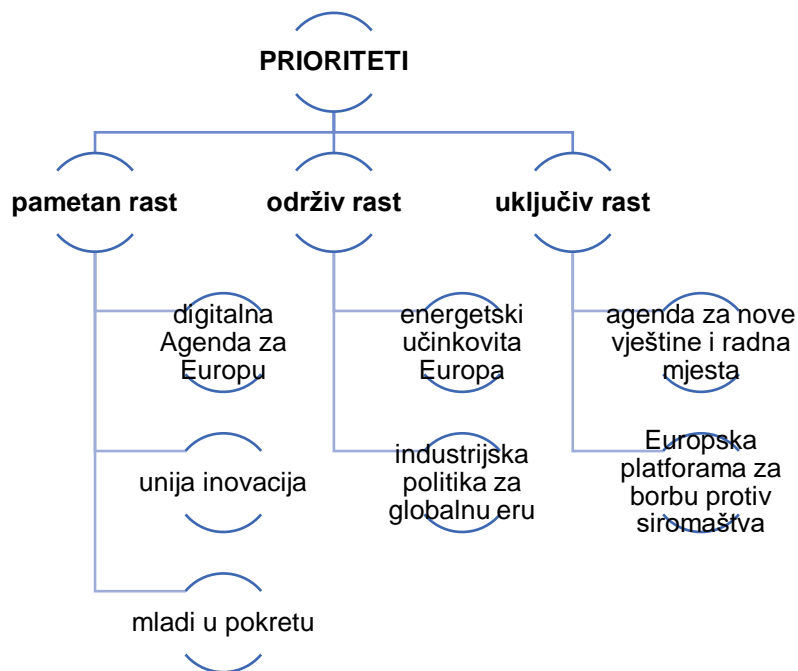 PRIORITETI
pametan rast
održiv rast
uključiv rast
digitalna
Agenda za
Europu
energetski
učinkovita
Europa
agenda za nove
vještine i radna
mjesta
unija inovacija
industrijska
politika za
globalnu eru
Europska
platforama za
borbu protiv
siromaštva
mladi u pokretu